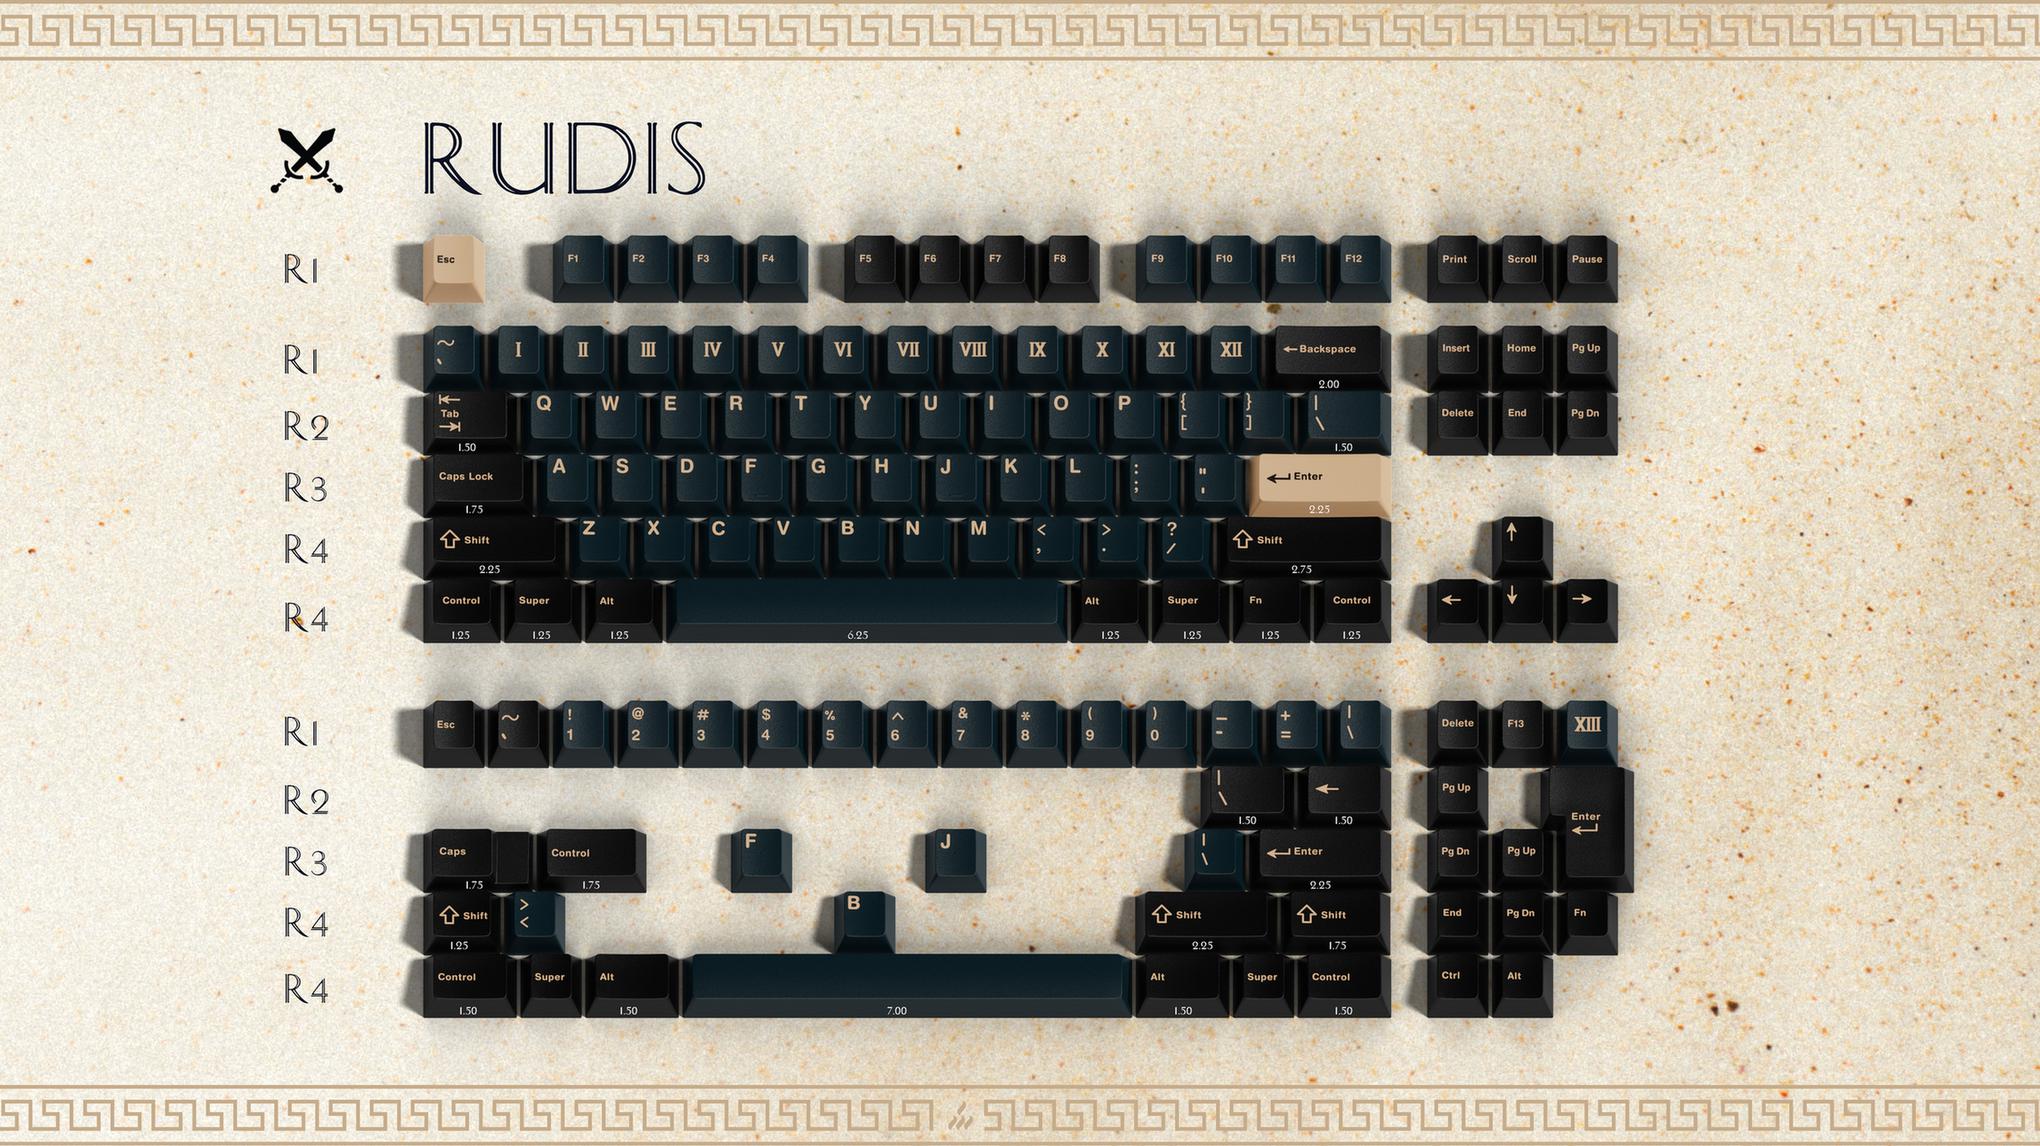 RUDIS
R1 Esc F1 F2 F3 F4 F5 F6 F7 F8 F9 F10 F11 F12 Print Scroll Pause
R1 ~ ` I II III IV V VI VII VIII IX X XI XII ←Backspace 2.00 Insert Home Pg Up
R2 Tab 1.50 Q W E R T Y U I O P { [ } ] | \ 1.50 Delete End Pg Dn
R3 Caps Lock 1.75 A S D F G H J K L : ; " ' Enter 2.25
R4 Shift 2.25 Z X C V B N M < , > . ? / Shift 2.75 ↑
R4 Control 1.25 Super 1.25 Alt 1.25 6.25 Alt 1.25 Super 1.25 Fn 1.25 Control 1.25 ← ↓ →
R1 Esc ~ ` ! 1 @ 2 # 3 $ 4 % 5 ^ 6 & 7 * 8 ( 9 ) 0 _ - + = | \ Delete F13 XIII
R2 | \ 1.50 ← 1.50 Pg Up Enter
R3 Caps 1.75 Control 1.75 F J | \ Enter 2.25 Pg Dn Pg Up
R4 Shift 1.25 > < B Shift 2.25 Shift 1.75 End Pg Dn Fn
R4 Control 1.50 Super Alt 1.50 7.00 Alt 1.50 Super Control 1.50 Ctrl Alt